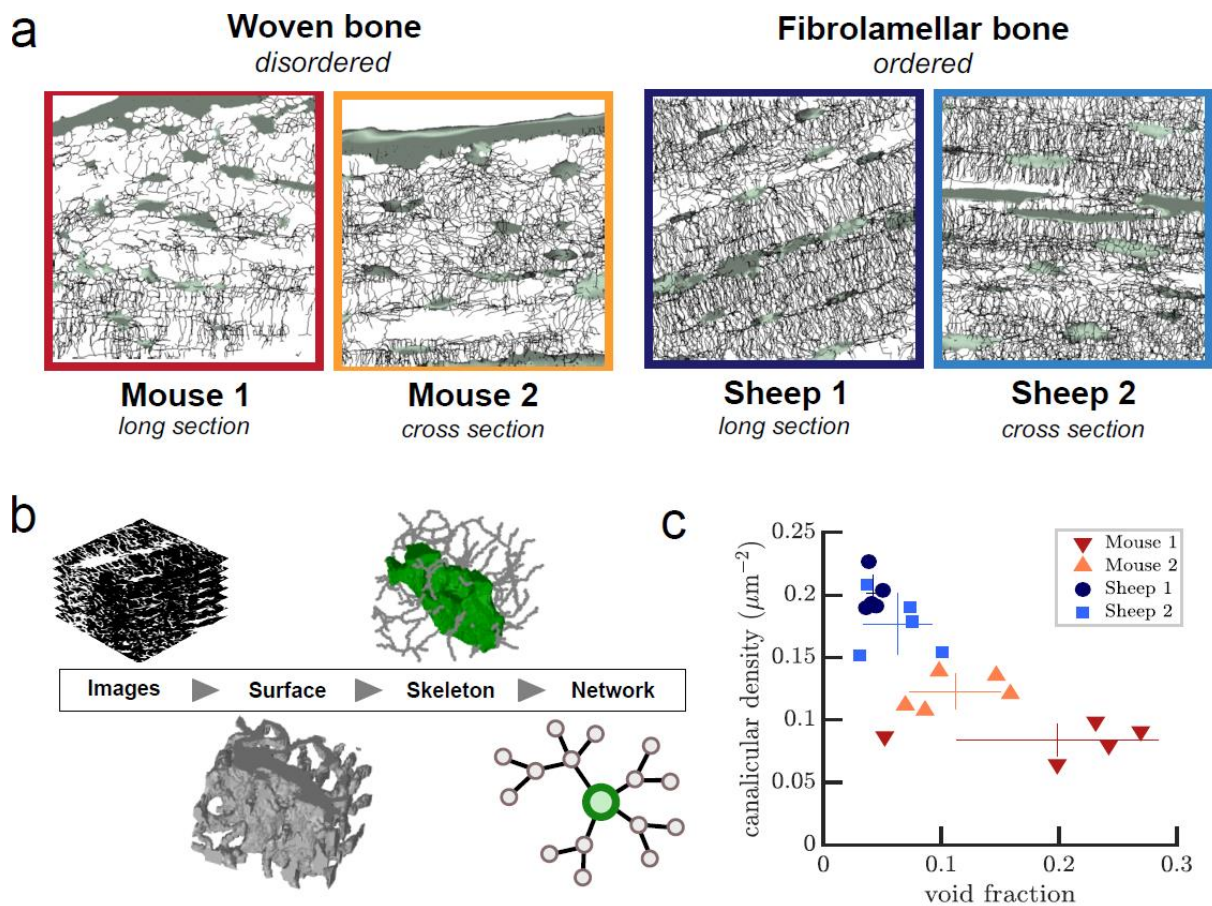 a
Woven bone
disordered
Fibrolamellar bone
ordered
Mouse 1
long section
Mouse 2
cross section
Sheep 1
long section
Sheep 2
cross section
b
Images
Surface
Skeleton
Network
c
canalicular density (μm⁻²)
0.25
0.2
0.15
0.1
0.05
0
Mouse 1
Mouse 2
Sheep 1
Sheep 2
0
0.1
0.2
0.3
void fraction